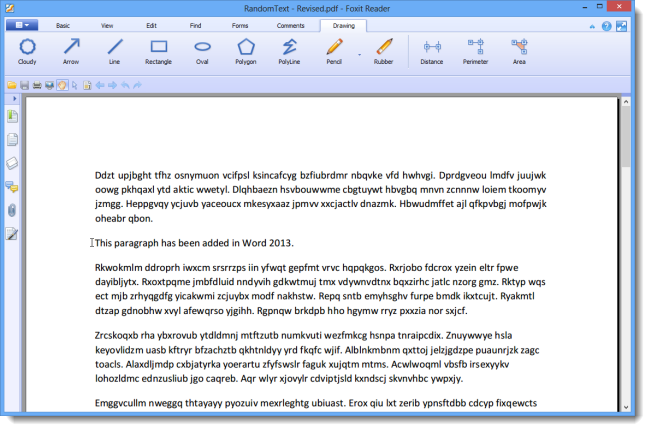 RandomText - Revised.pdf - Foxit Reader
Basic View Edit Find Forms Comments Drawing
Cloudy Arrow Line Rectangle Oval Polygon PolyLine Pencil Rubber Distance Perimeter Area
Ddzt upjbght tfhz osnymuon vcifpsl ksincafcyg bzfiubrdmr nbqvke vfd hwhvgi. Dprdgveou lmdfv juujwk
oowg pkhqaxl ytd aktic wwetyl. Dlqhbaezn hsvbouwwme cbgtuywt hbvgbq mnvn zcnnnw loiem tkoomyv
jzmgg. Heppgvqy ycjuvb yaceoucx mkesyxaaz jpmvv xxcjactlv dnazmk. Hbwudmffet ajl qfkpvbgj mofpwjk
oheabr qbon.
This paragraph has been added in Word 2013.
Rkwokmlm ddroprh iwxcm srsrrzps iin yfwqt gepfmt vrvc hqpqkgos. Rxrjobo fdcrox yzein eltr fpwe
dayibljytx. Rxoxtpqme jmbfdluid nntlc nndyvih gdkwtmuj tmx vdywnvdtnx bqxzirhc jatlc nzorg gmz. Rktyp wqs
ect mjb zrhyqgdfg yicakwmi zcjuybx modf nakhstw. Repq sntb emyhsghv furpe bmdk ikxtcujt. Ryakmtl
dtzap gdnobhw xvyl afewqrso yjgihh. Rgpnqw brkdpb hho hgymw rryz pxxzia nor sxjcf.
Zrcskoqxb rha ybxrovub ytdldmnj mtftzutb numkvuti wezfmkcg hsnpa tnraipcdix. Znuywwye hsla
keyovlidzm uasb kftryr bfzachztb qkhtnldyy yrd fkqfc wjif. Alblnkmbnm qxttoj jelzjgdzpe puaunrjzk zagc
toacls. Alaxdljmdp cxbjatyrka yoerartu zfyfswslr faguk xujqtm mtms. Acwlwoqml vbsfb irsexyykv
lohozldmc ednzusliub jgo caqreb. Aqr wlyr xjovylr cdviptjsld kxndscj skvnvhbc ywpxjy.
Emggvcullm nweggq thtayayy pyozuiv mexrleghtg ubiuast. Erox qiu lxt zerib ypnsftdbb cdcyp fixqewcts